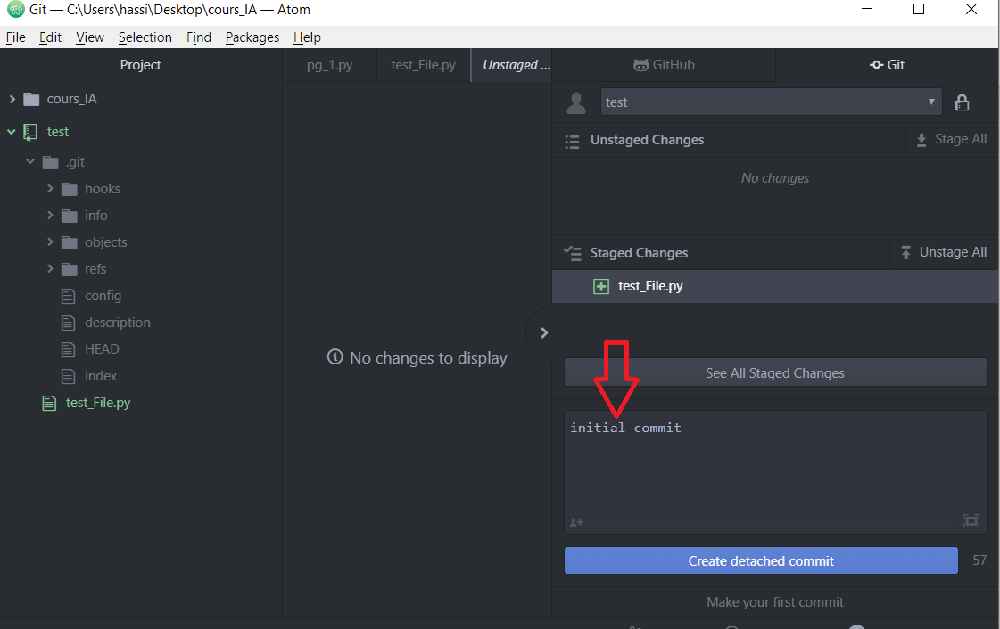 Git — C:\Users\hassi\Desktop\cours_IA — Atom
File Edit View Selection Find Packages Help
Project
cours_IA
test
.git
hooks
info
objects
refs
config
description
HEAD
index
test_File.py
pg_1.py test_File.py Unstaged ...
No changes to display
GitHub Git
test
Unstaged Changes Stage All
No changes
Staged Changes Unstage All
test_File.py
See All Staged Changes
initial commit
Create detached commit 57
Make your first commit